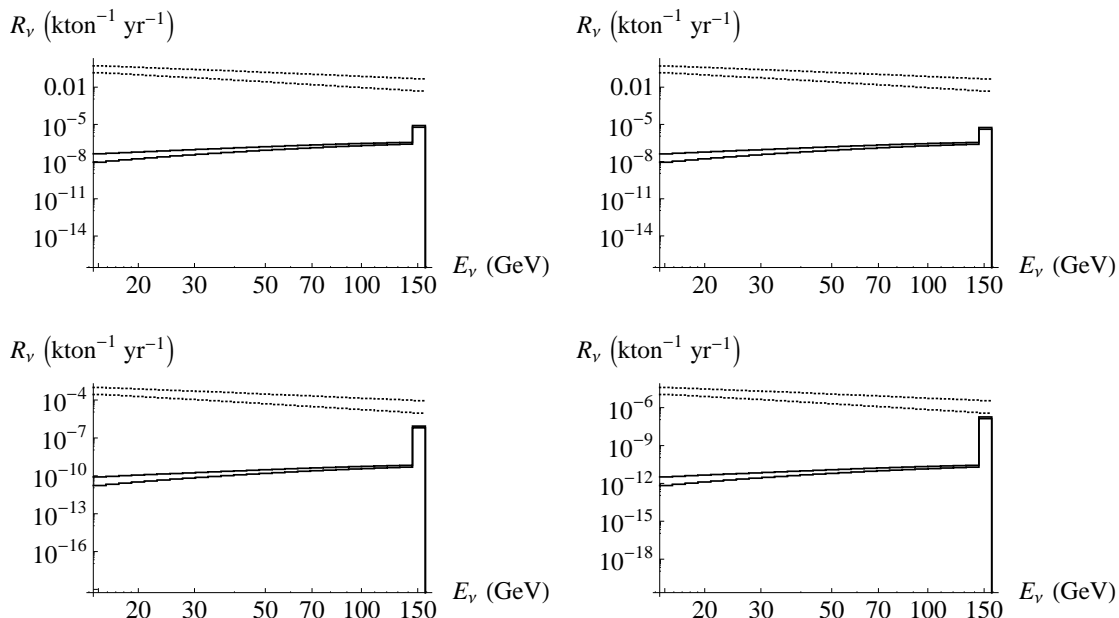 R_ν (kton⁻¹ yr⁻¹) R_ν (kton⁻¹ yr⁻¹)
0.01 0.01
10⁻⁵ 10⁻⁵
10⁻⁸ 10⁻⁸
10⁻¹¹ 10⁻¹¹
10⁻¹⁴ 10⁻¹⁴
E_ν (GeV) E_ν (GeV)
20 30 50 70 100 150 20 30 50 70 100 150
R_ν (kton⁻¹ yr⁻¹) R_ν (kton⁻¹ yr⁻¹)
10⁻⁴ 10⁻⁶
10⁻⁷ 10⁻⁹
10⁻¹⁰ 10⁻¹²
10⁻¹³ 10⁻¹⁵
10⁻¹⁶ 10⁻¹⁸
E_ν (GeV) E_ν (GeV)
20 30 50 70 100 150 20 30 50 70 100 150